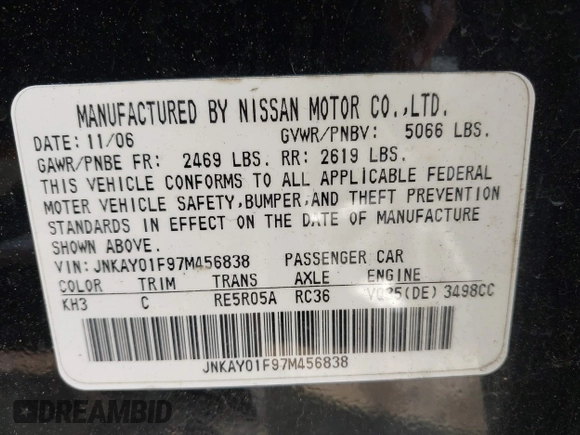 MANUFACTURED BY NISSAN MOTOR CO.,LTD.
DATE: 11/06 GVWR/PNBV: 5066 LBS.
GAWR/PNBE FR: 2469 LBS. RR: 2619 LBS.
THIS VEHICLE CONFORMS TO ALL APPLICABLE FEDERAL
MOTER VEHICLE SAFETY,BUMPER,AND THEFT PREVENTION
STANDARDS IN EFFECT ON THE DATE OF MANUFACTURE
SHOWN ABOVE.
VIN: JNKAY01F97M456838 PASSENGER CAR
COLOR TRIM TRANS AXLE ENGINE
KH3 C RE5R05A RC36 VQ35(DE) 3498CC
JNKAY01F97M456838
DREAMBID